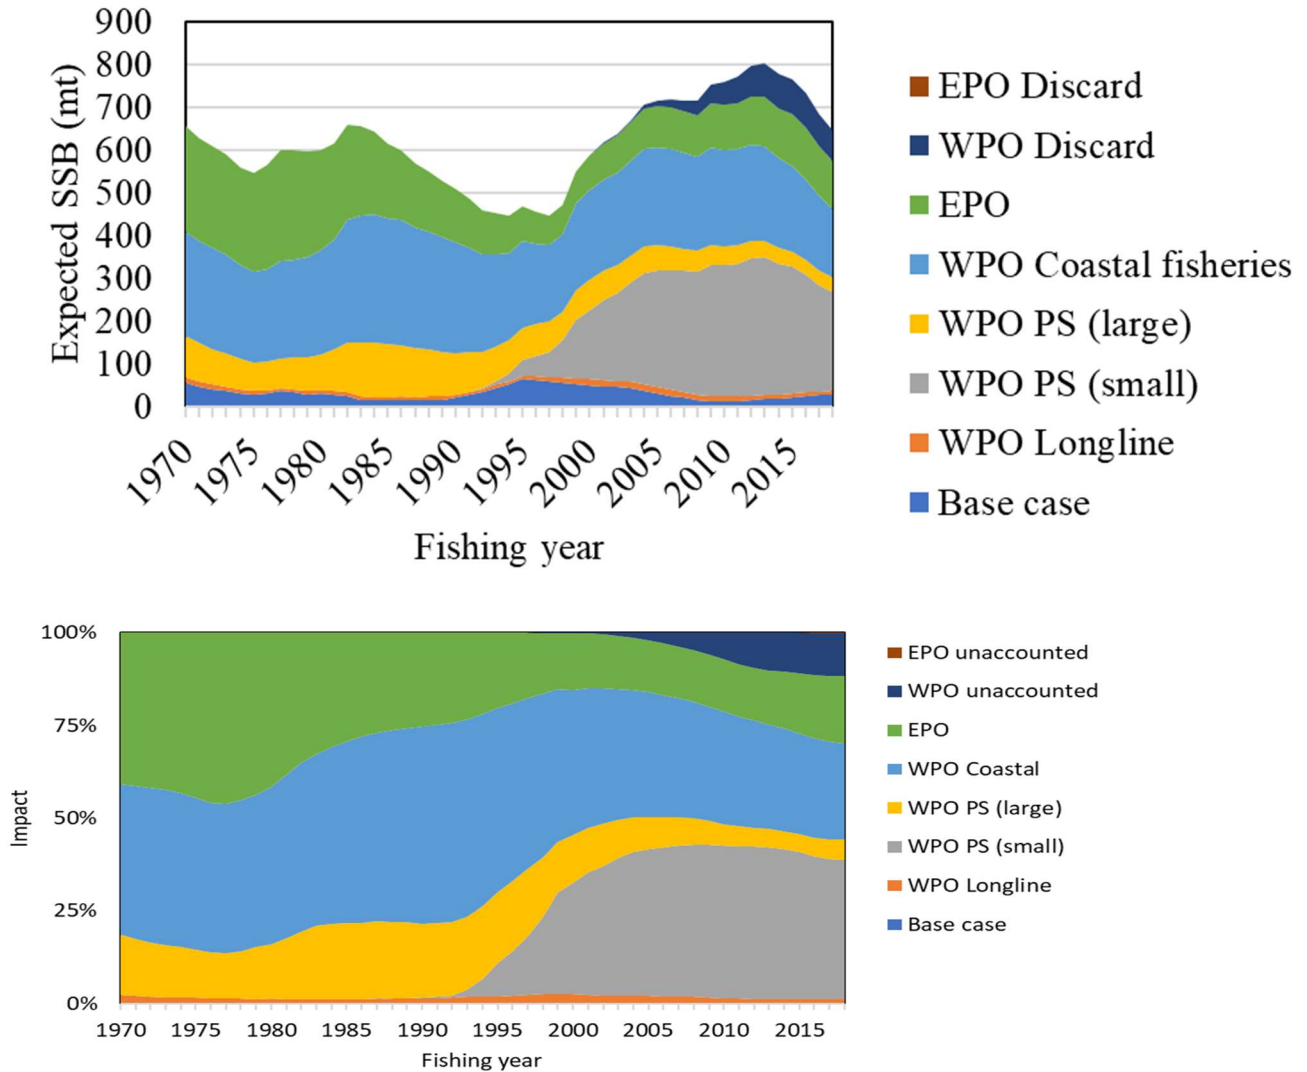 900
800
700
600
500
400
300
200
100
0
Expected SSB (mt)
1970 1975 1980 1985 1990 1995 2000 2005 2010 2015
Fishing year
EPO Discard
WPO Discard
EPO
WPO Coastal fisheries
WPO PS (large)
WPO PS (small)
WPO Longline
Base case
100%
75%
50%
25%
0%
Impact
1970 1975 1980 1985 1990 1995 2000 2005 2010 2015
Fishing year
EPO unaccounted
WPO unaccounted
EPO
WPO Coastal
WPO PS (large)
WPO PS (small)
WPO Longline
Base case